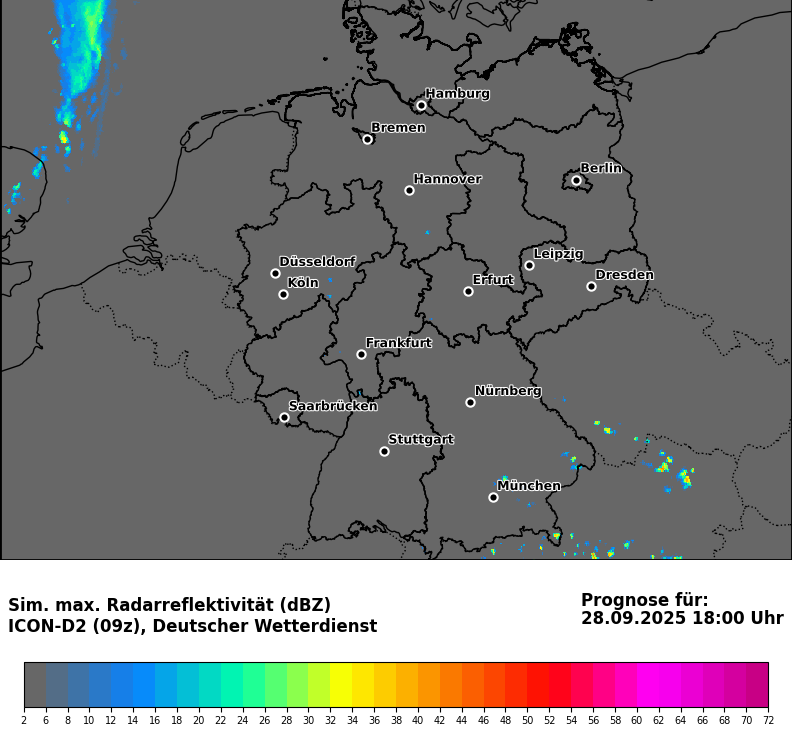 Hamburg
Bremen
Berlin
Hannover
Leipzig
Düsseldorf
Dresden
Köln
Erfurt
Frankfurt
Nürnberg
Saarbrücken
Stuttgart
München
Sim. max. Radarreflektivität (dBZ)
ICON-D2 (09z), Deutscher Wetterdienst
Prognose für:
28.09.2025 18:00 Uhr
2 6 8 10 12 14 16 18 20 22 24 26 28 30 32 34 36 38 40 42 44 46 48 50 52 54 56 58 60 62 64 66 68 70 72